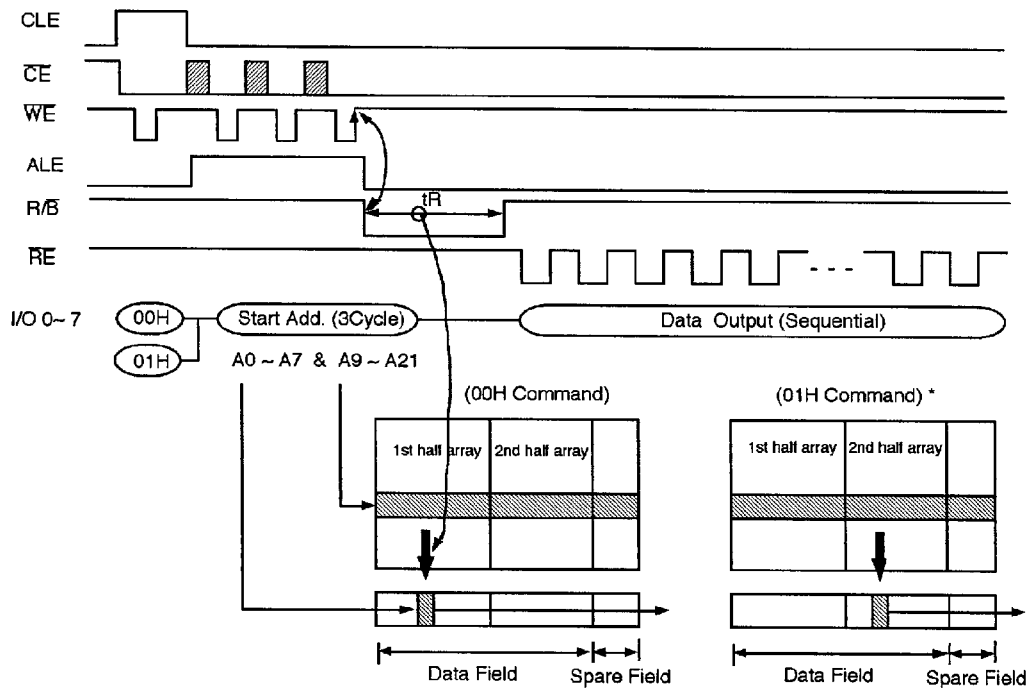 CLE
CE
WE
ALE
R/B
tR
RE
I/O 0~ 7
00H
Start Add. (3Cycle)
Data Output (Sequential)
01H
A0 ~ A7 & A9 ~ A21
(00H Command)
(01H Command) *
1st half array
2nd half array
1st half array
2nd half array
Data Field
Spare Field
Data Field
Spare Field